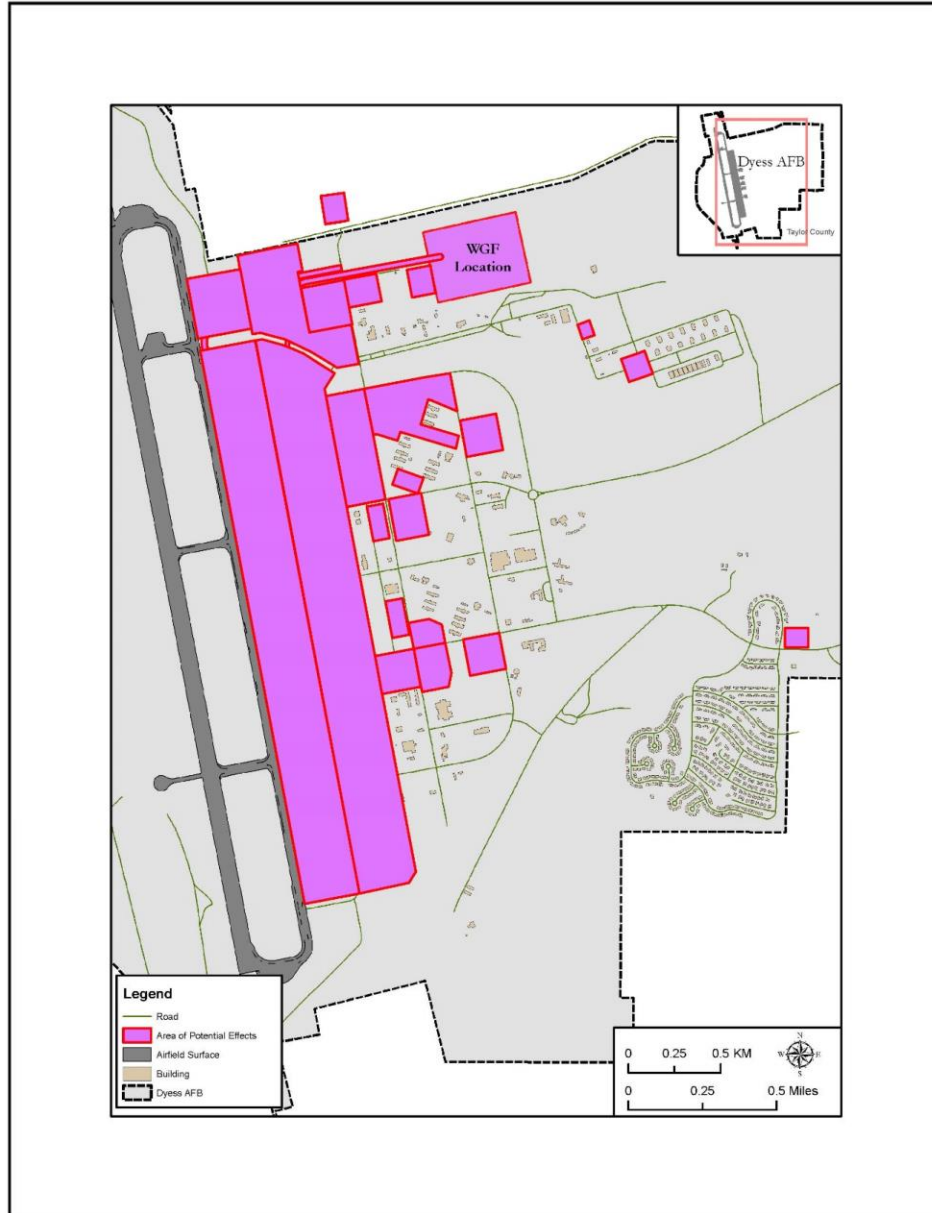 Dyess AFB
Taylor County
WGF
Location
Legend
Road
Area of Potential Effects
Airfield Surface
Building
Dyess AFB
0 0.25 0.5 KM
0 0.25 0.5 Miles
N
W E
S